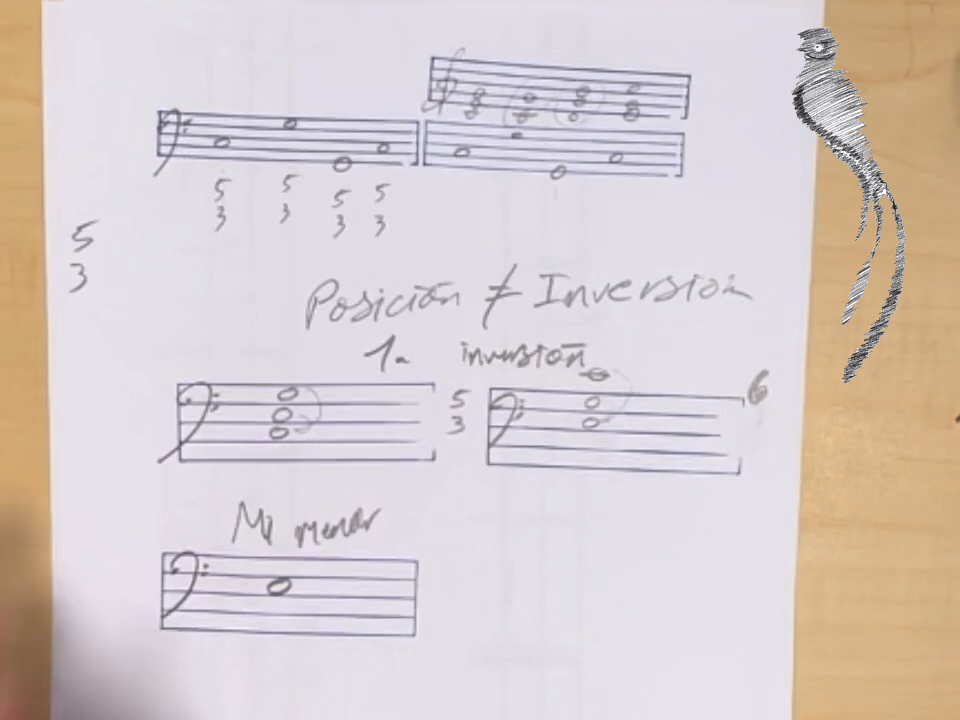 5 5 5 5
3 3 3 3
5
3
Posición ≠ Inversión
1a inversión
5
3
6
Mi menor